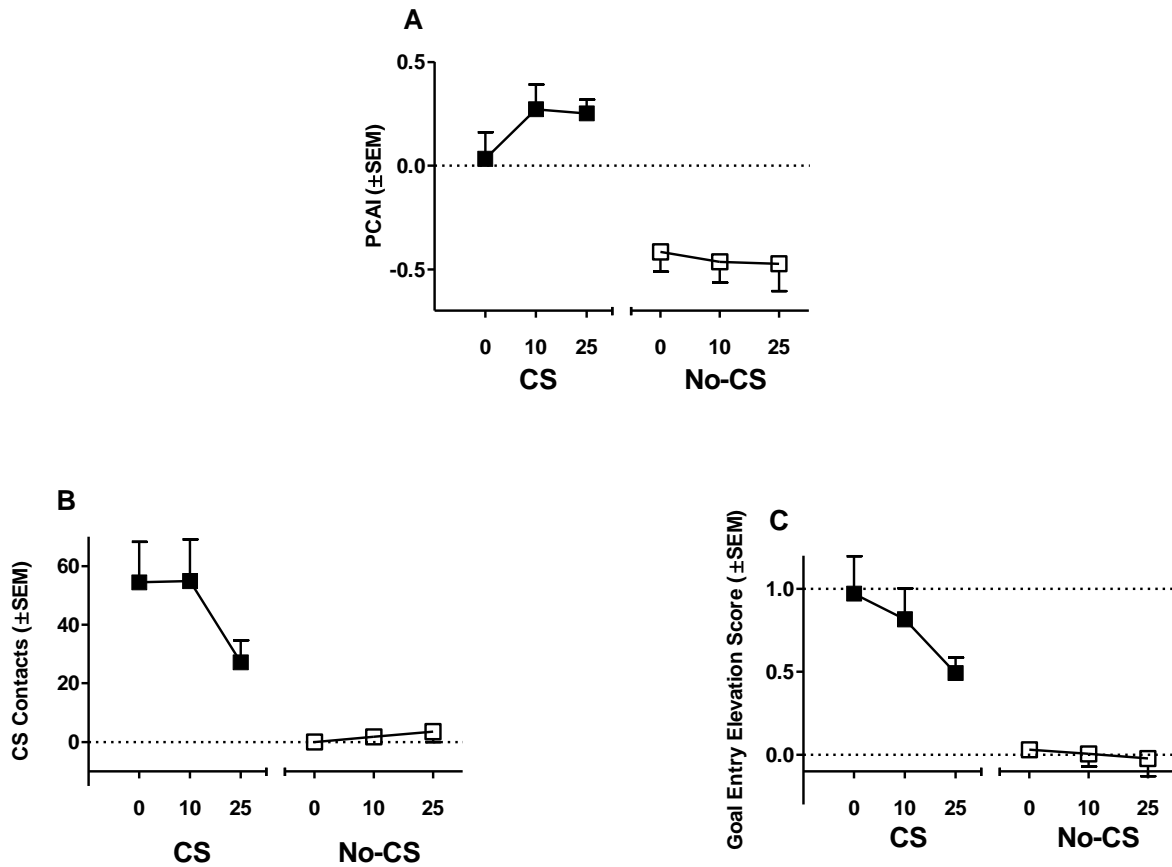 A
PCAI (±SEM)
0.5
0.0
-0.5
0 10 25 0 10 25
CS No-CS
B
CS Contacts (±SEM)
60
40
20
0
0 10 25 0 10 25
CS No-CS
C
Goal Entry Elevation Score (±SEM)
1.0
0.5
0.0
0 10 25 0 10 25
CS No-CS